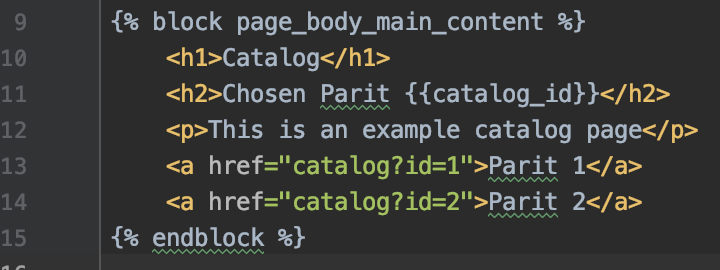 9 {% block page_body_main_content %}
10 <h1>Catalog</h1>
11 <h2>Chosen Parit {{catalog_id}}</h2>
12 <p>This is an example catalog page</p>
13 <a href="catalog?id=1">Parit 1</a>
14 <a href="catalog?id=2">Parit 2</a>
15 {% endblock %}
16